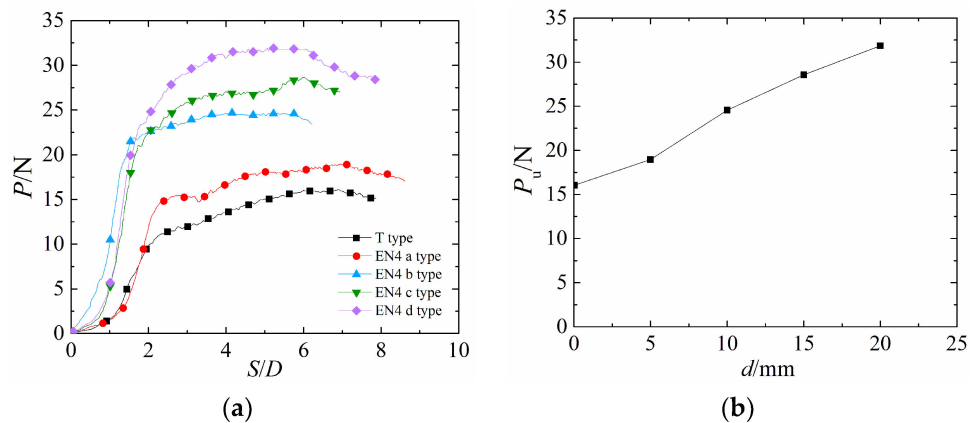 35
30
25
20
15
10
5
0
P/N
0 2 4 6 8 10
S/D
T type
EN4 a type
EN4 b type
EN4 c type
EN4 d type
(a)
35
30
25
20
15
10
5
0
Pu/N
0 5 10 15 20 25
d/mm
(b)